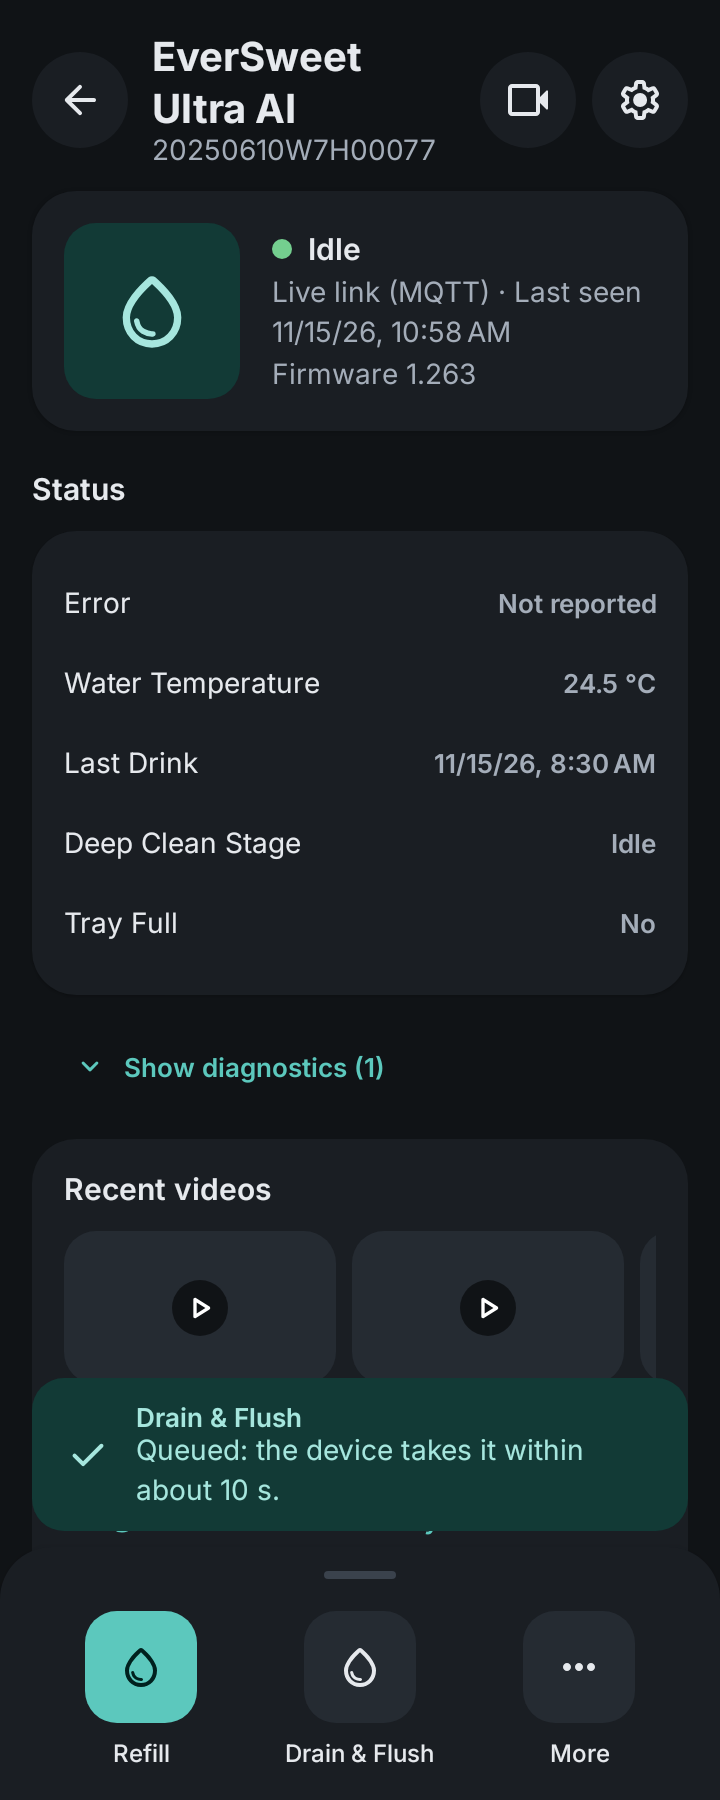 EverSweet
Ultra AI
20250610W7H00077
Idle
Live link (MQTT) · Last seen
11/15/26, 10:58 AM
Firmware 1.263
Status
Error
Not reported
Water Temperature
24.5 °C
Last Drink
11/15/26, 8:30 AM
Deep Clean Stage
Idle
Tray Full
No
Show diagnostics (1)
Recent videos
Drain & Flush
Queued: the device takes it within
about 10 s.
Refill
Drain & Flush
More